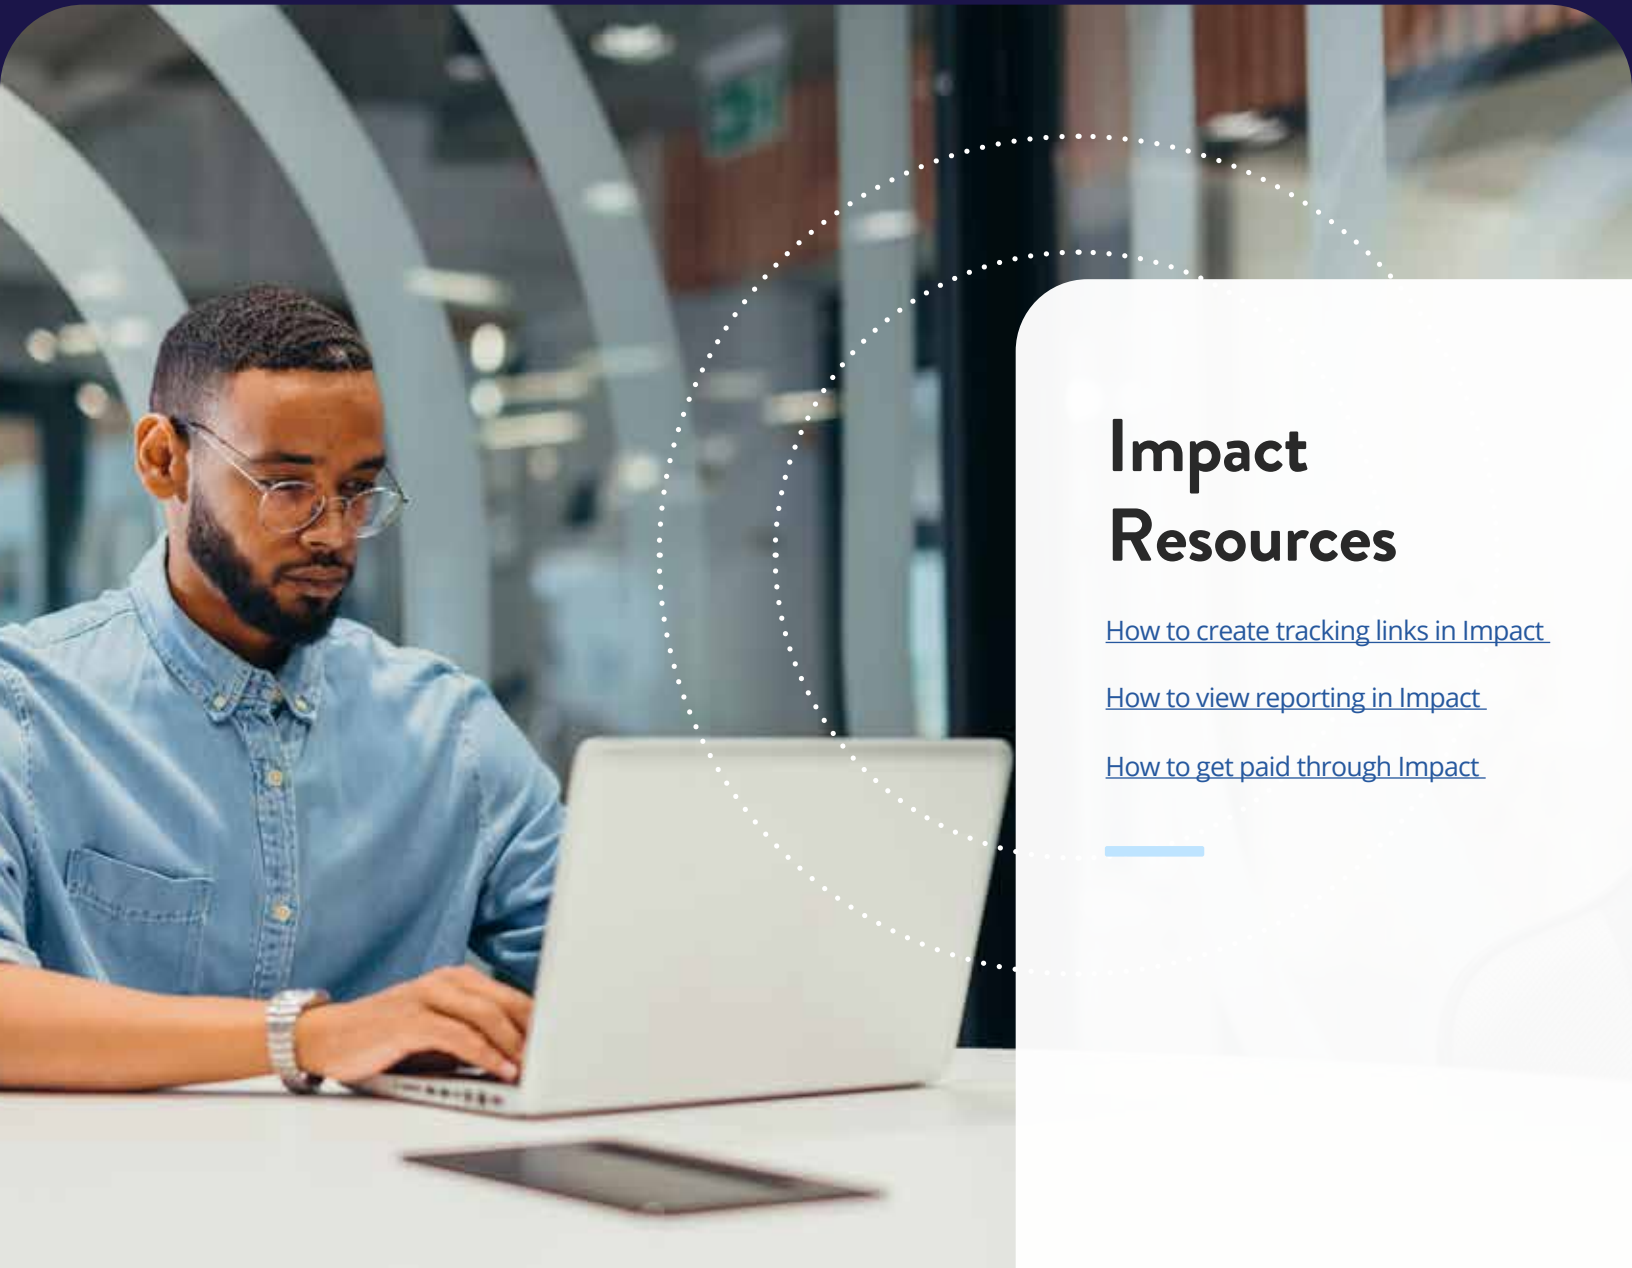 Impact
Resources
How to create tracking links in Impact
How to view reporting in Impact
How to get paid through Impact